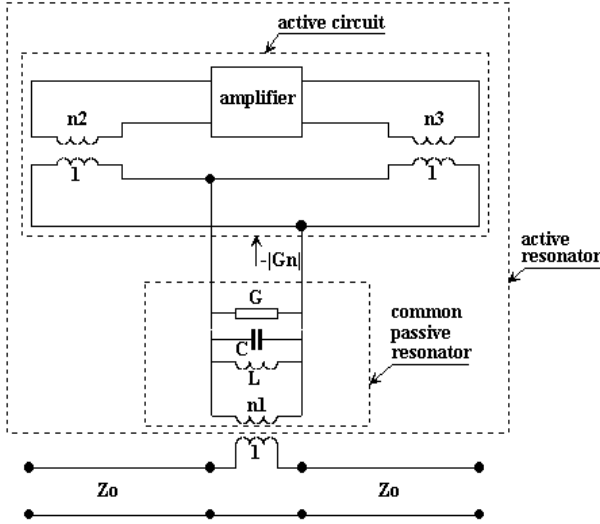 active circuit
amplifier
n2
n3
1
1
active
resonator
-|Gn|
G
common
passive
resonator
C
L
n1
1
Zo
Zo